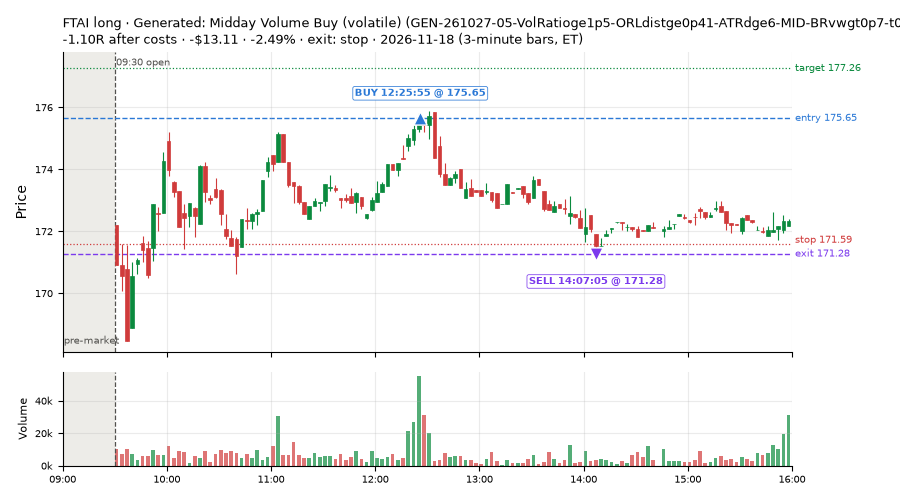 FTAI long · Generated: Midday Volume Buy (volatile) (GEN-261027-05-VolRatioge1p5-ORLdistge0p41-ATRdge6-MID-BRvwgt0p7-t0
-1.10R after costs · -$13.11 · -2.49% · exit: stop · 2026-11-18 (3-minute bars, ET)
09:30 open
target 177.26
BUY 12:25:55 @ 175.65
176
entry 175.65
174
Price
172
stop 171.59
exit 171.28
SELL 14:07:05 @ 171.28
170
pre-market
Volume
40k
20k
0k
09:00
10:00
11:00
12:00
13:00
14:00
15:00
16:00